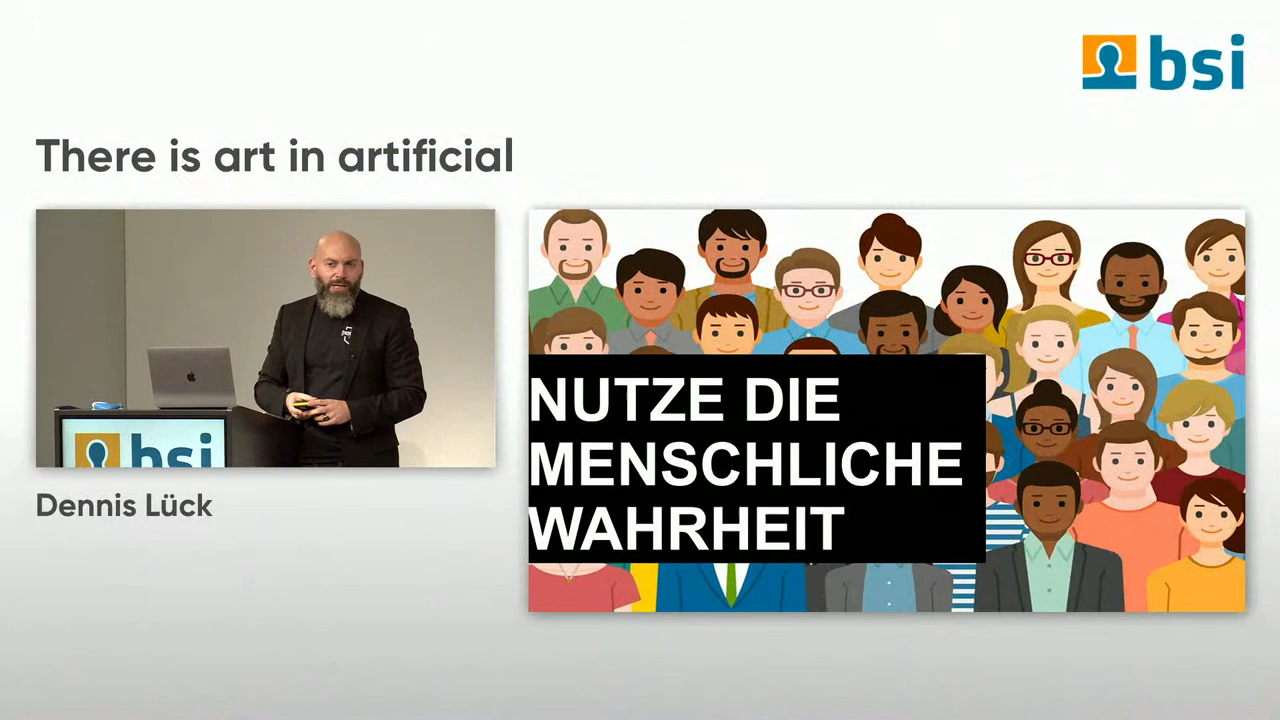 bsi
There is art in artificial
bsi
Dennis Lück
NUTZE DIE
MENSCHLICHE
WAHRHEIT